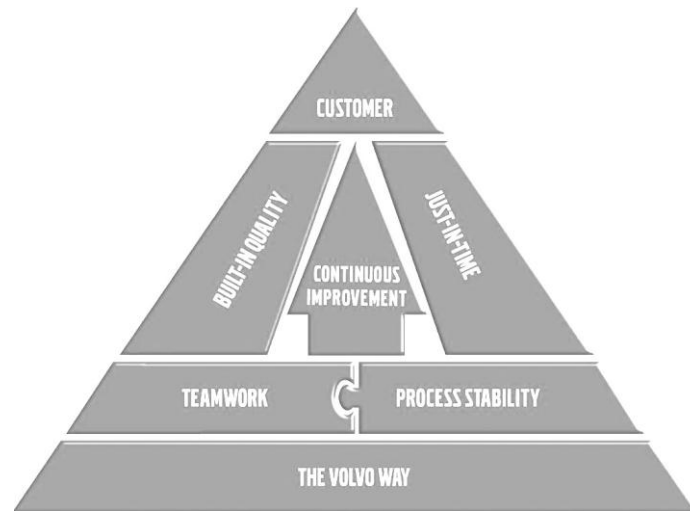 CUSTOMER
BUILT-IN QUALITY
JUST-IN-TIME
CONTINUOUS
IMPROVEMENT
TEAMWORK
PROCESS STABILITY
THE VOLVO WAY